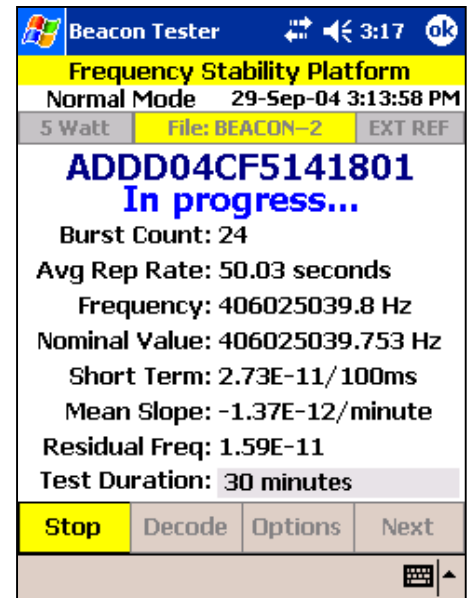 Beacon Tester 3:17 ok
Frequency Stability Platform
Normal Mode 29-Sep-04 3:13:58 PM
5 Watt File: BEACON-2 EXT REF
ADDD04CF5141801
In progress...
Burst Count: 24
Avg Rep Rate: 50.03 seconds
Frequency: 406025039.8 Hz
Nominal Value: 406025039.753 Hz
Short Term: 2.73E-11/100ms
Mean Slope: -1.37E-12/minute
Residual Freq: 1.59E-11
Test Duration: 30 minutes
Stop Decode Options Next